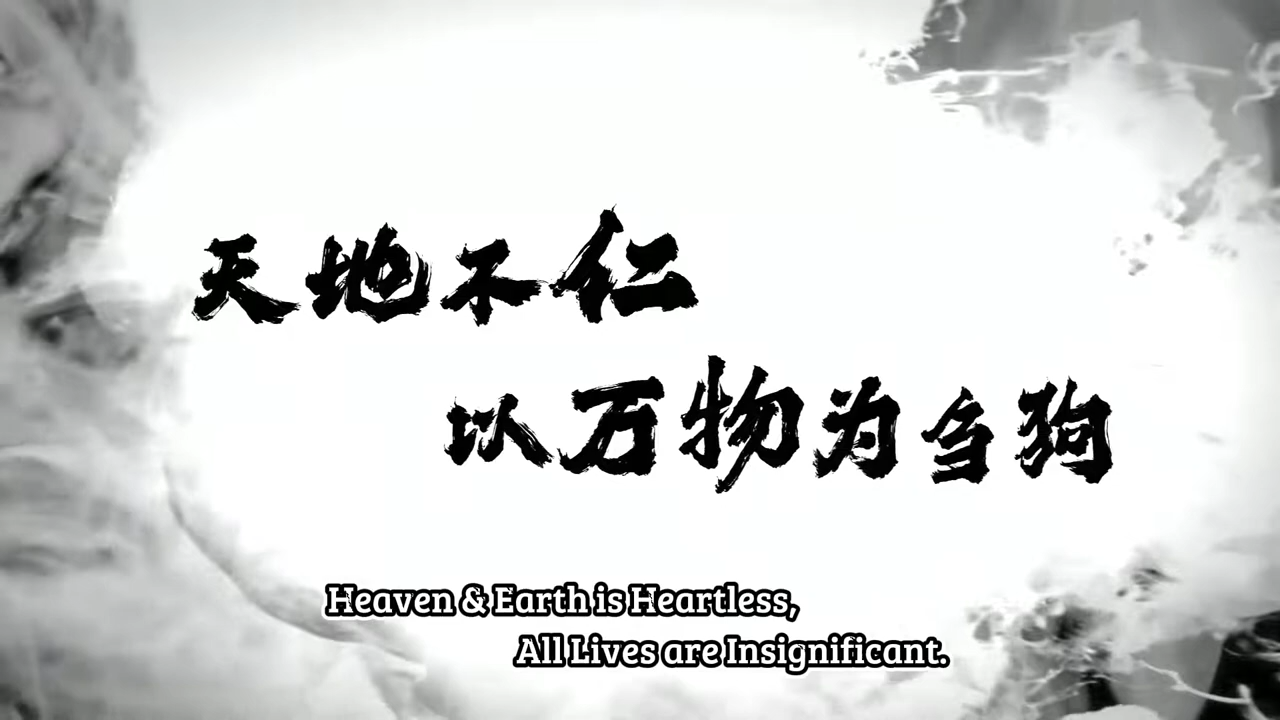 天地不仁
以万物为刍狗
Heaven & Earth is Heartless,
All Lives are Insignificant.